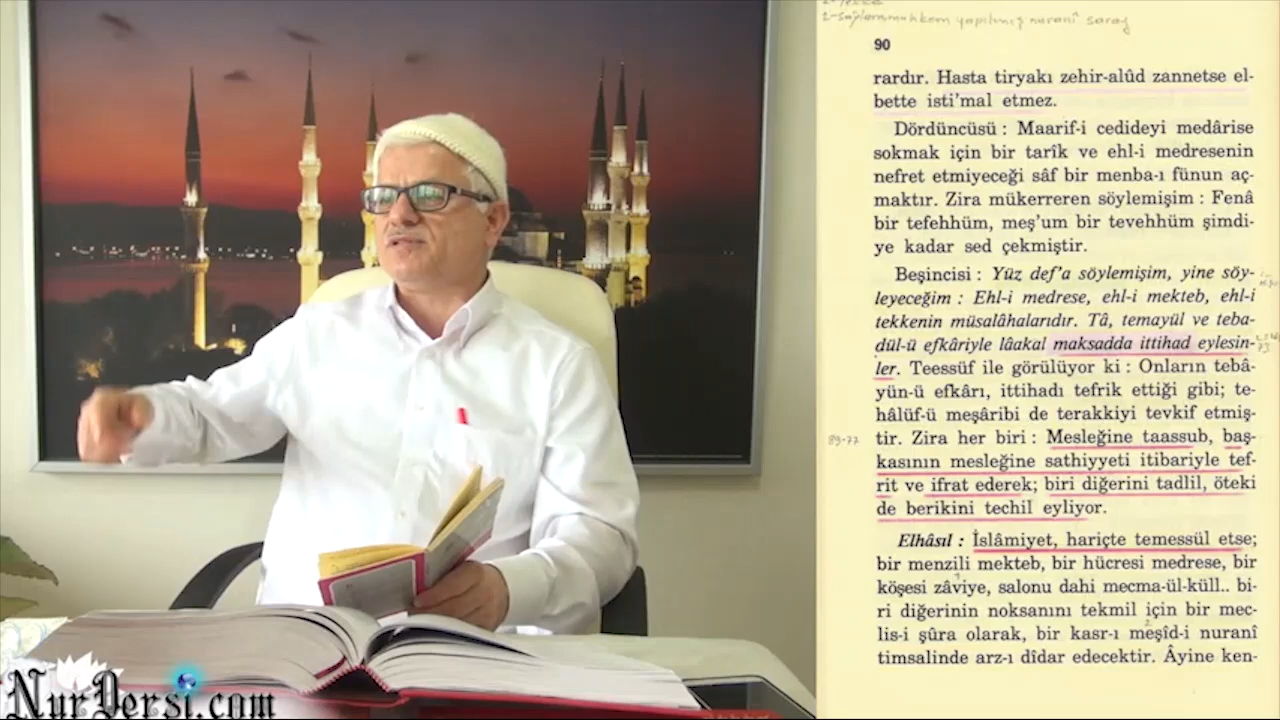 2-sağlam, muhkem yapılmış nuranî saray
90
rardır. Hasta tiryakı zehir-alûd zannetse el-
bette isti'mal etmez.
Dördüncüsü : Maarif-i cedideyi medârise
sokmak için bir tarîk ve ehl-i medresenin
nefret etmiyeceği sâf bir menba-ı fünun aç-
maktır. Zira mükerreren söylemişim : Fenâ
bir tefehhüm, meş'um bir tevehhüm şimdi-
ye kadar sed çekmiştir.
Beşincisi : Yüz def'a söylemişim, yine söy-
leyeceğim : Ehl-i medrese, ehl-i mekteb, ehl-i
tekkenin müsalâhalarıdır. Tâ, temayül ve teba-
dül-ü efkâriyle lâakal maksadda ittihad eylesin-
ler. Teessüf ile görülüyor ki : Onların tebâ-
yün-ü efkârı, ittihadı tefrik ettiği gibi; te-
hâlüf-ü meşâribi de terakkiyi tevkif etmiş-
tir. Zira her biri : Mesleğine taassub, baş-
89-77
kasının mesleğine sathiyyeti itibariyle tef-
rit ve ifrat ederek; biri diğerini tadlil, öteki
de berikini techil eyliyor.
Elhâsıl : İslâmiyet, hariçte temessül etse;
bir menzili mekteb, bir hücresi medrese, bir
köşesi zâviye, salonu dahi mecma-ül-küll.. bi-
ri diğerinin noksanını tekmil için bir mec-
lis-i şûra olarak, bir kasr-ı meşîd-i nuranî
timsalinde arz-ı dîdar edecektir. Âyine ken-
NurDersi.com